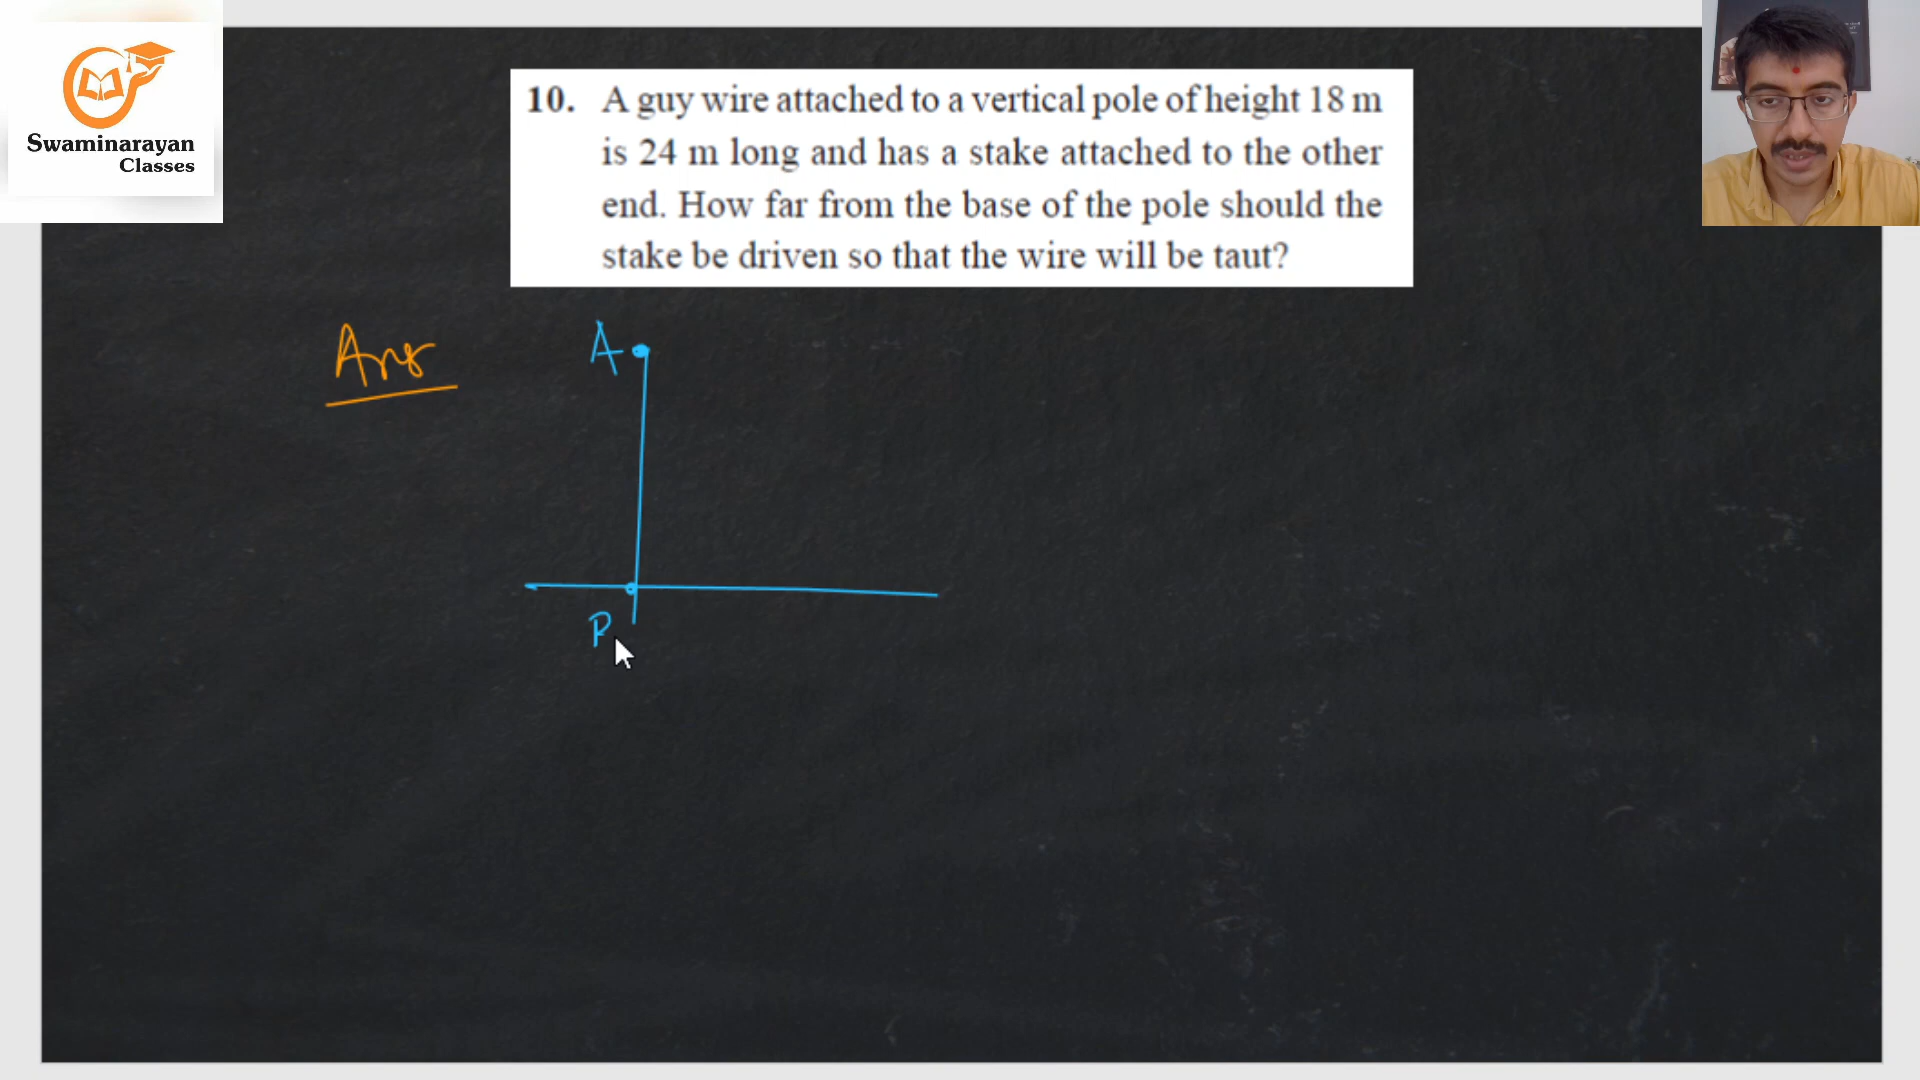 Swaminarayan
Classes
10. A guy wire attached to a vertical pole of height 18 m
is 24 m long and has a stake attached to the other
end. How far from the base of the pole should the
stake be driven so that the wire will be taut?
Ans
A